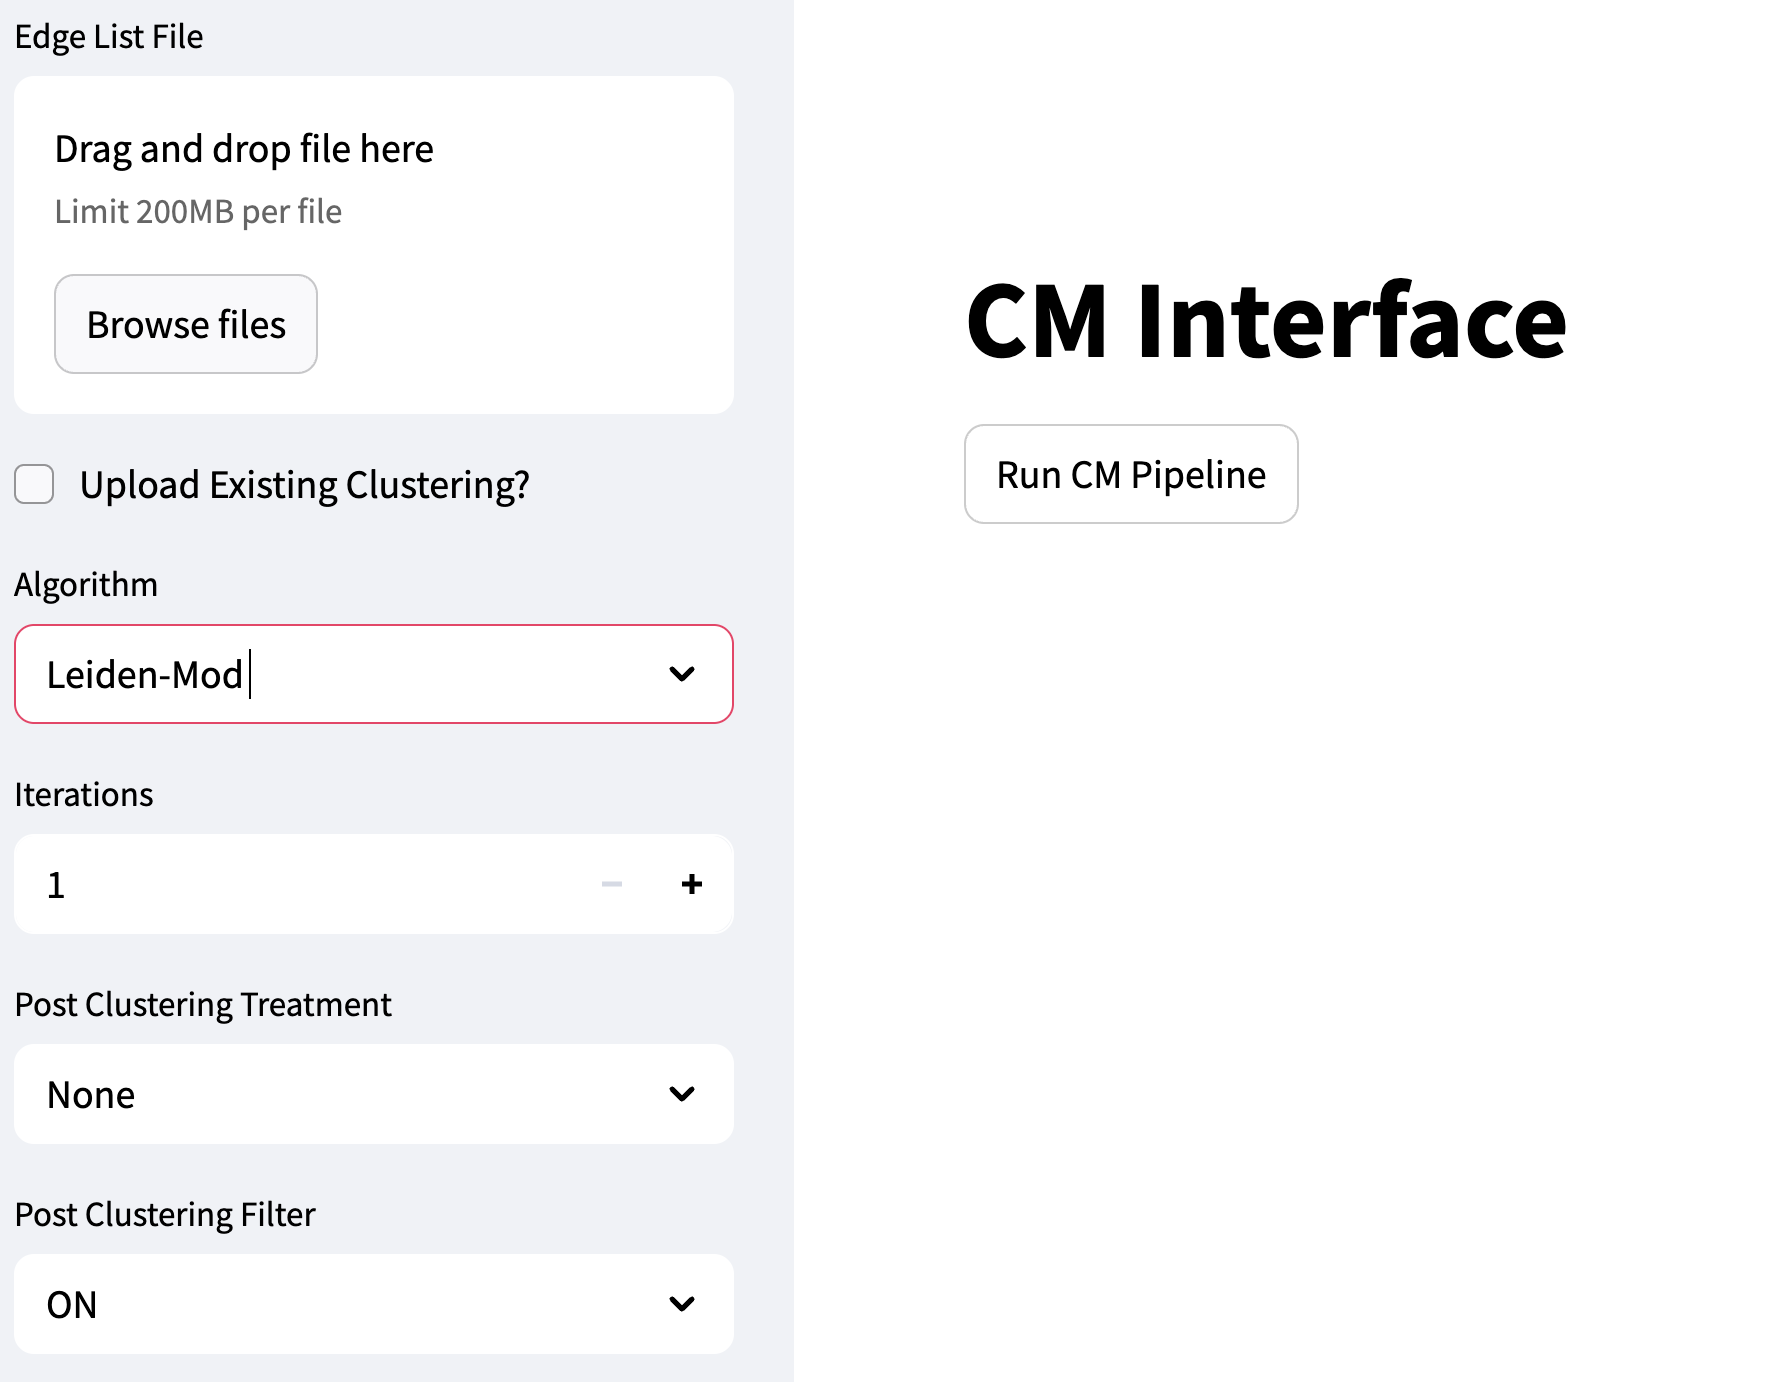 Edge List File
Drag and drop file here
Limit 200MB per file
Browse files
Upload Existing Clustering?
Algorithm
Leiden-Mod
Iterations
1
Post Clustering Treatment
None
Post Clustering Filter
ON
CM Interface
Run CM Pipeline